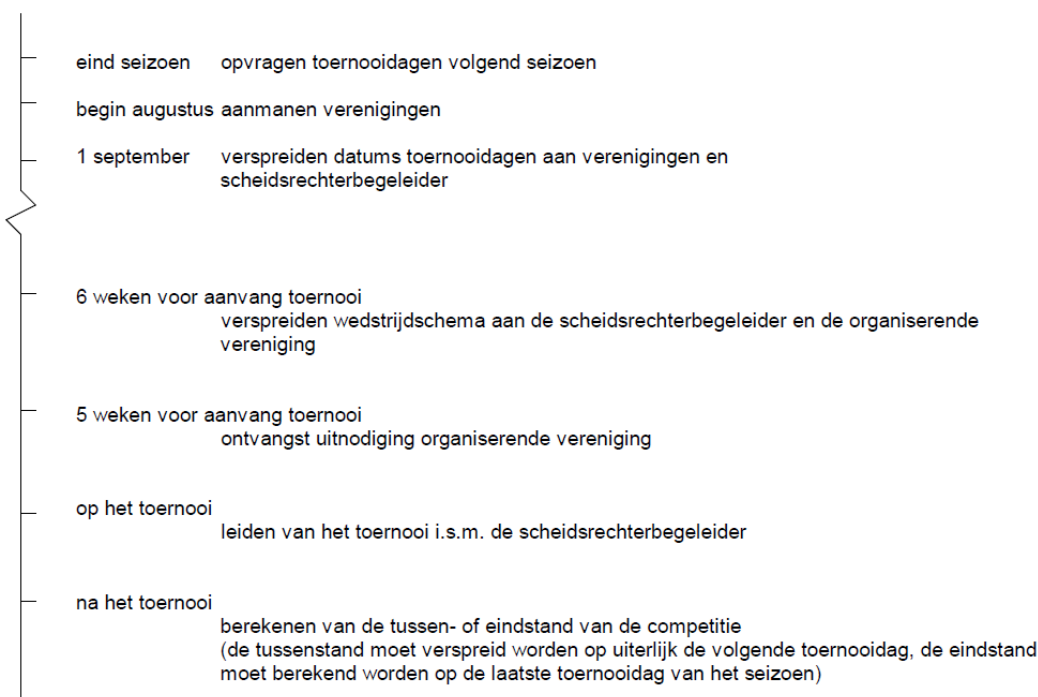 eind seizoen opvragen toernooidagen volgend seizoen
begin augustus aanmanen verenigingen
1 september verspreiden datums toernooidagen aan verenigingen en
scheidsrechterbegeleider
6 weken voor aanvang toernooi
verspreiden wedstrijdschema aan de scheidsrechterbegeleider en de organiserende
vereniging
5 weken voor aanvang toernooi
ontvangst uitnodiging organiserende vereniging
op het toernooi
leiden van het toernooi i.s.m. de scheidsrechterbegeleider
na het toernooi
berekenen van de tussen- of eindstand van de competitie
(de tussenstand moet verspreid worden op uiterlijk de volgende toernooidag, de eindstand
moet berekend worden op de laatste toernooidag van het seizoen)